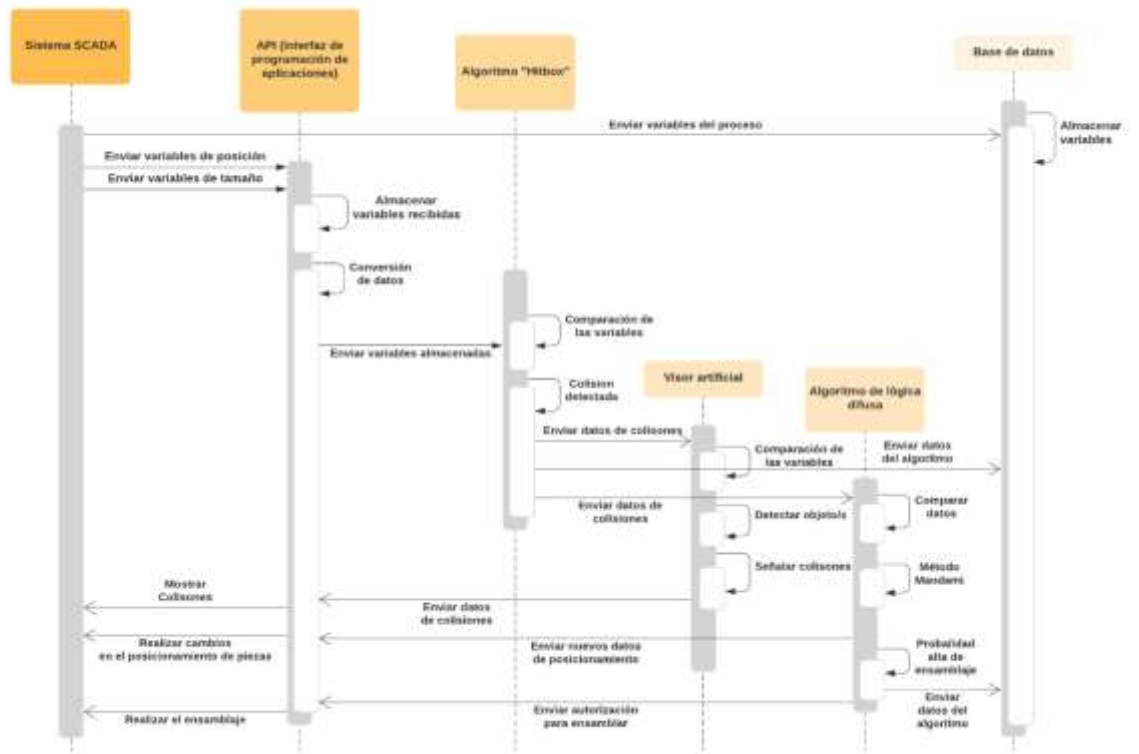 Sistema SCADA
API (interfaz de
programación de
aplicaciones)
Algoritmo "Hitbox"
Base de datos
Enviar variables del proceso
Almacenar
variables
Enviar variables de posición
Enviar variables de tamaño
Almacenar
variables recibidas
Conversión
de datos
Comparación de
las variables
Enviar variables almacenadas
Visor artificial
Algoritmo de lógica
difusa
Colision
detectada
Enviar datos de colisones
Comparación de
las variables
Enviar datos
del algoritmo
Enviar datos de
colisiones
Detectar objeto/s
Comparar
datos
Señalar colisones
Método
Mamdami
Mostrar
Colisones
Enviar datos
de colisiones
Realizar cambios
en el posicionamiento de piezas
Enviar nuevos datos
de posicionamiento
Probalidad
alta de
ensamblaje
Enviar
datos del
algoritmo
Enviar autorización
para ensamblar
Realizar el ensamblaje